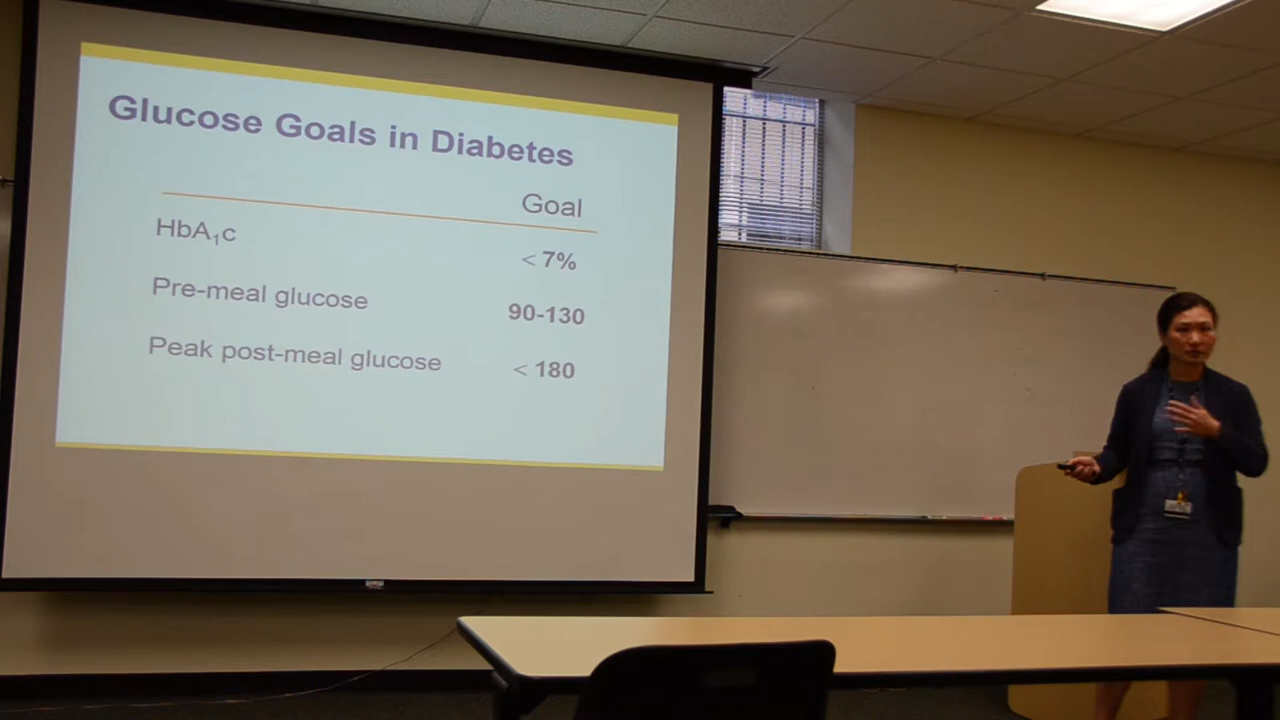 Glucose Goals in Diabetes
Goal
HbA1c < 7%
Pre-meal glucose 90-130
Peak post-meal glucose < 180